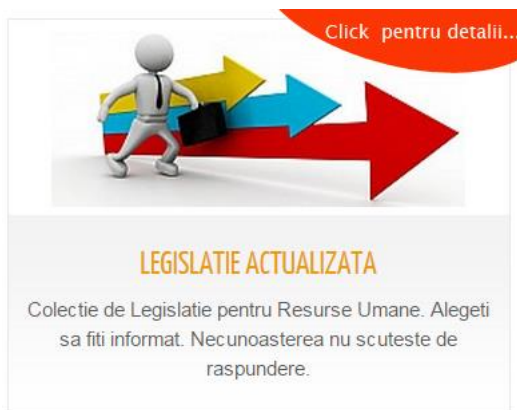 Click pentru detalii...
LEGISLATIE ACTUALIZATA
Colectie de Legislatie pentru Resurse Umane. Alegeti
sa fiti informat. Necunoasterea nu scuteste de
raspundere.